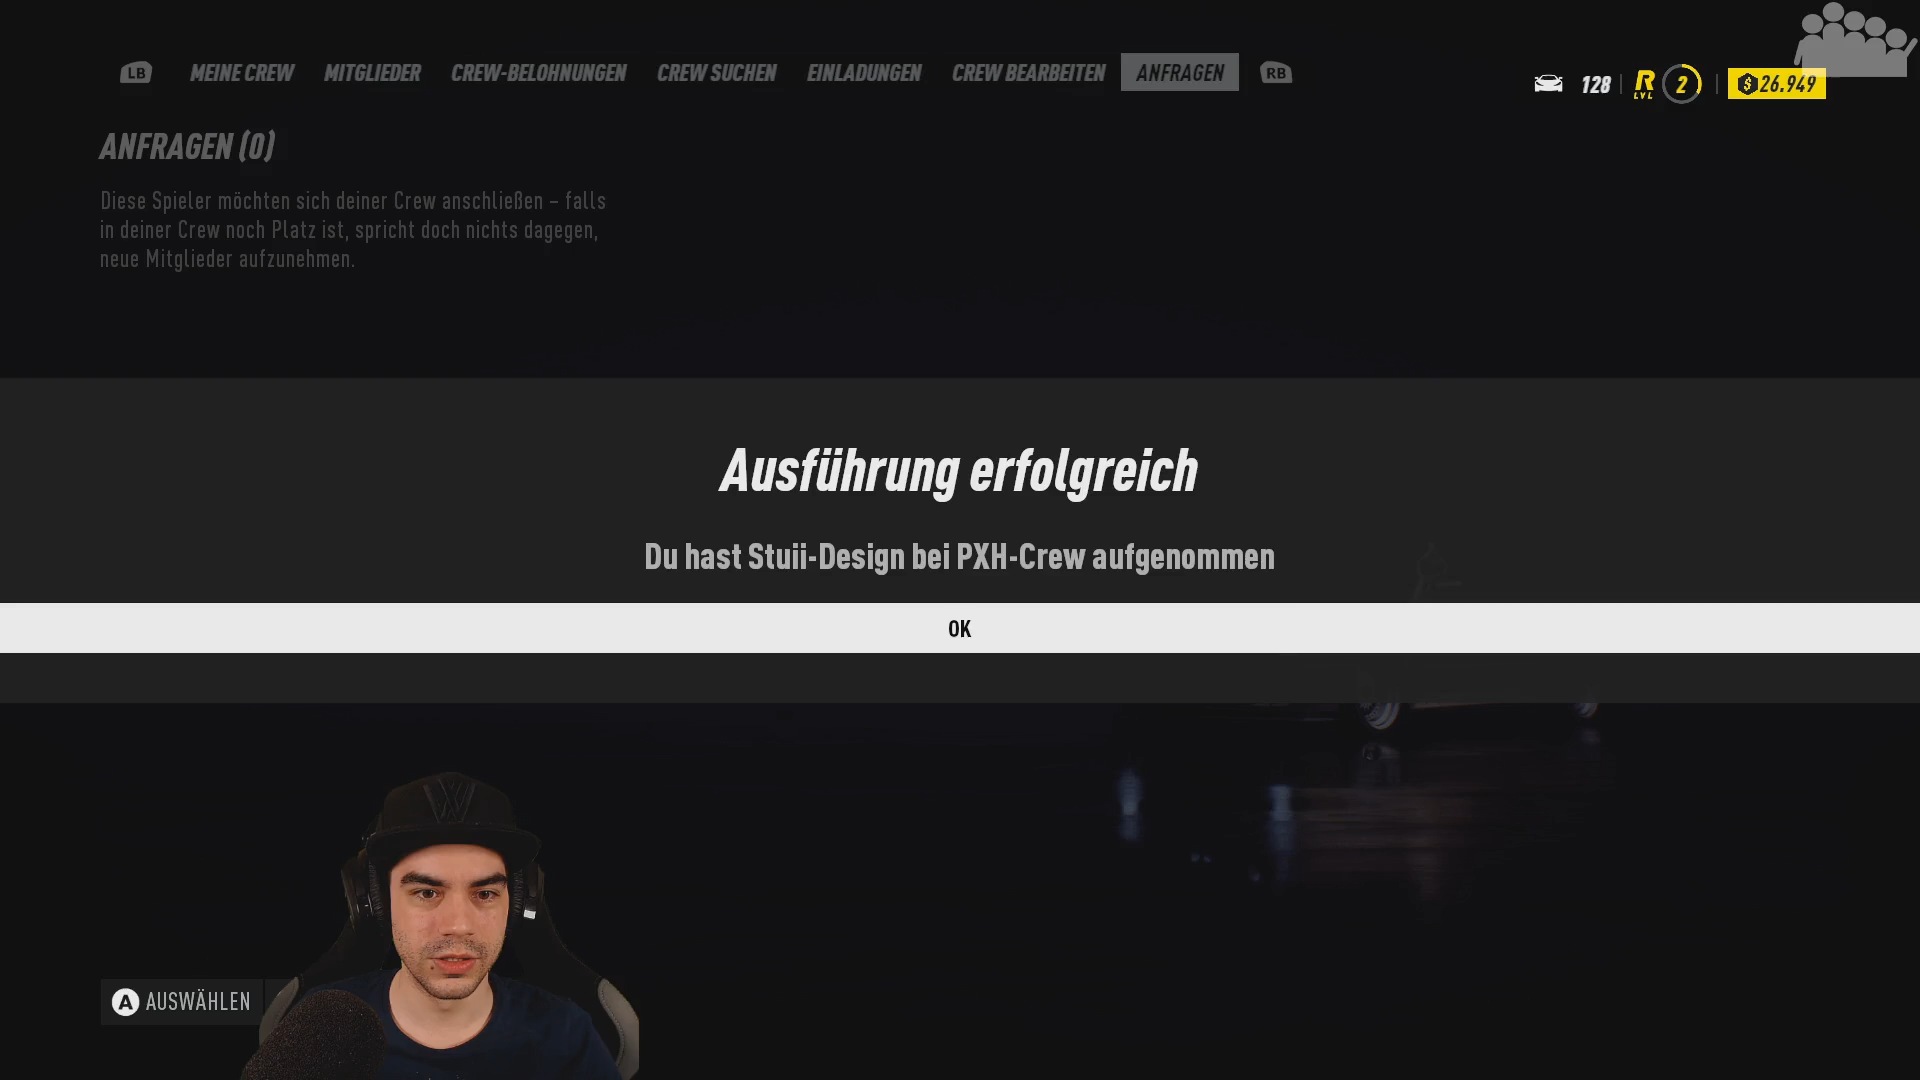 LB MEINE CREW MITGLIEDER CREW-BELOHNUNGEN CREW SUCHEN EINLADUNGEN CREW BEARBEITEN ANFRAGEN RB
128 R LVL 2 $ 26.949
ANFRAGEN (0)
Diese Spieler möchten sich deiner Crew anschließen – falls
in deiner Crew noch Platz ist, spricht doch nichts dagegen,
neue Mitglieder aufzunehmen.
Ausführung erfolgreich
Du hast Stuii-Design bei PXH-Crew aufgenommen
OK
A AUSWÄHLEN